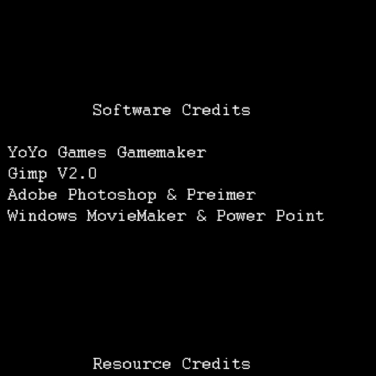 Software Credits
YoYo Games Gamemaker
Gimp V2.0
Adobe Photoshop & Preimer
Windows MovieMaker & Power Point
Resource Credits